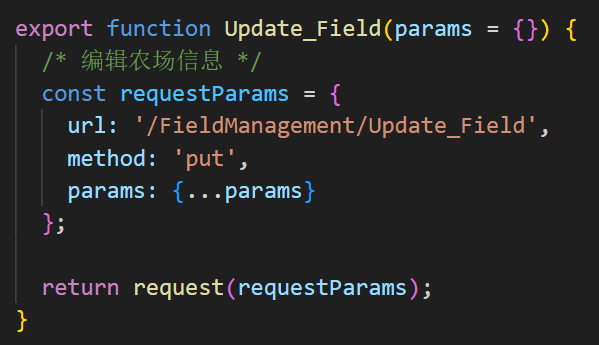 export function Update_Field(params = {}) {
/* 编辑农场信息 */
const requestParams = {
url: '/FieldManagement/Update_Field',
method: 'put',
params: {...params}
};
return request(requestParams);
}